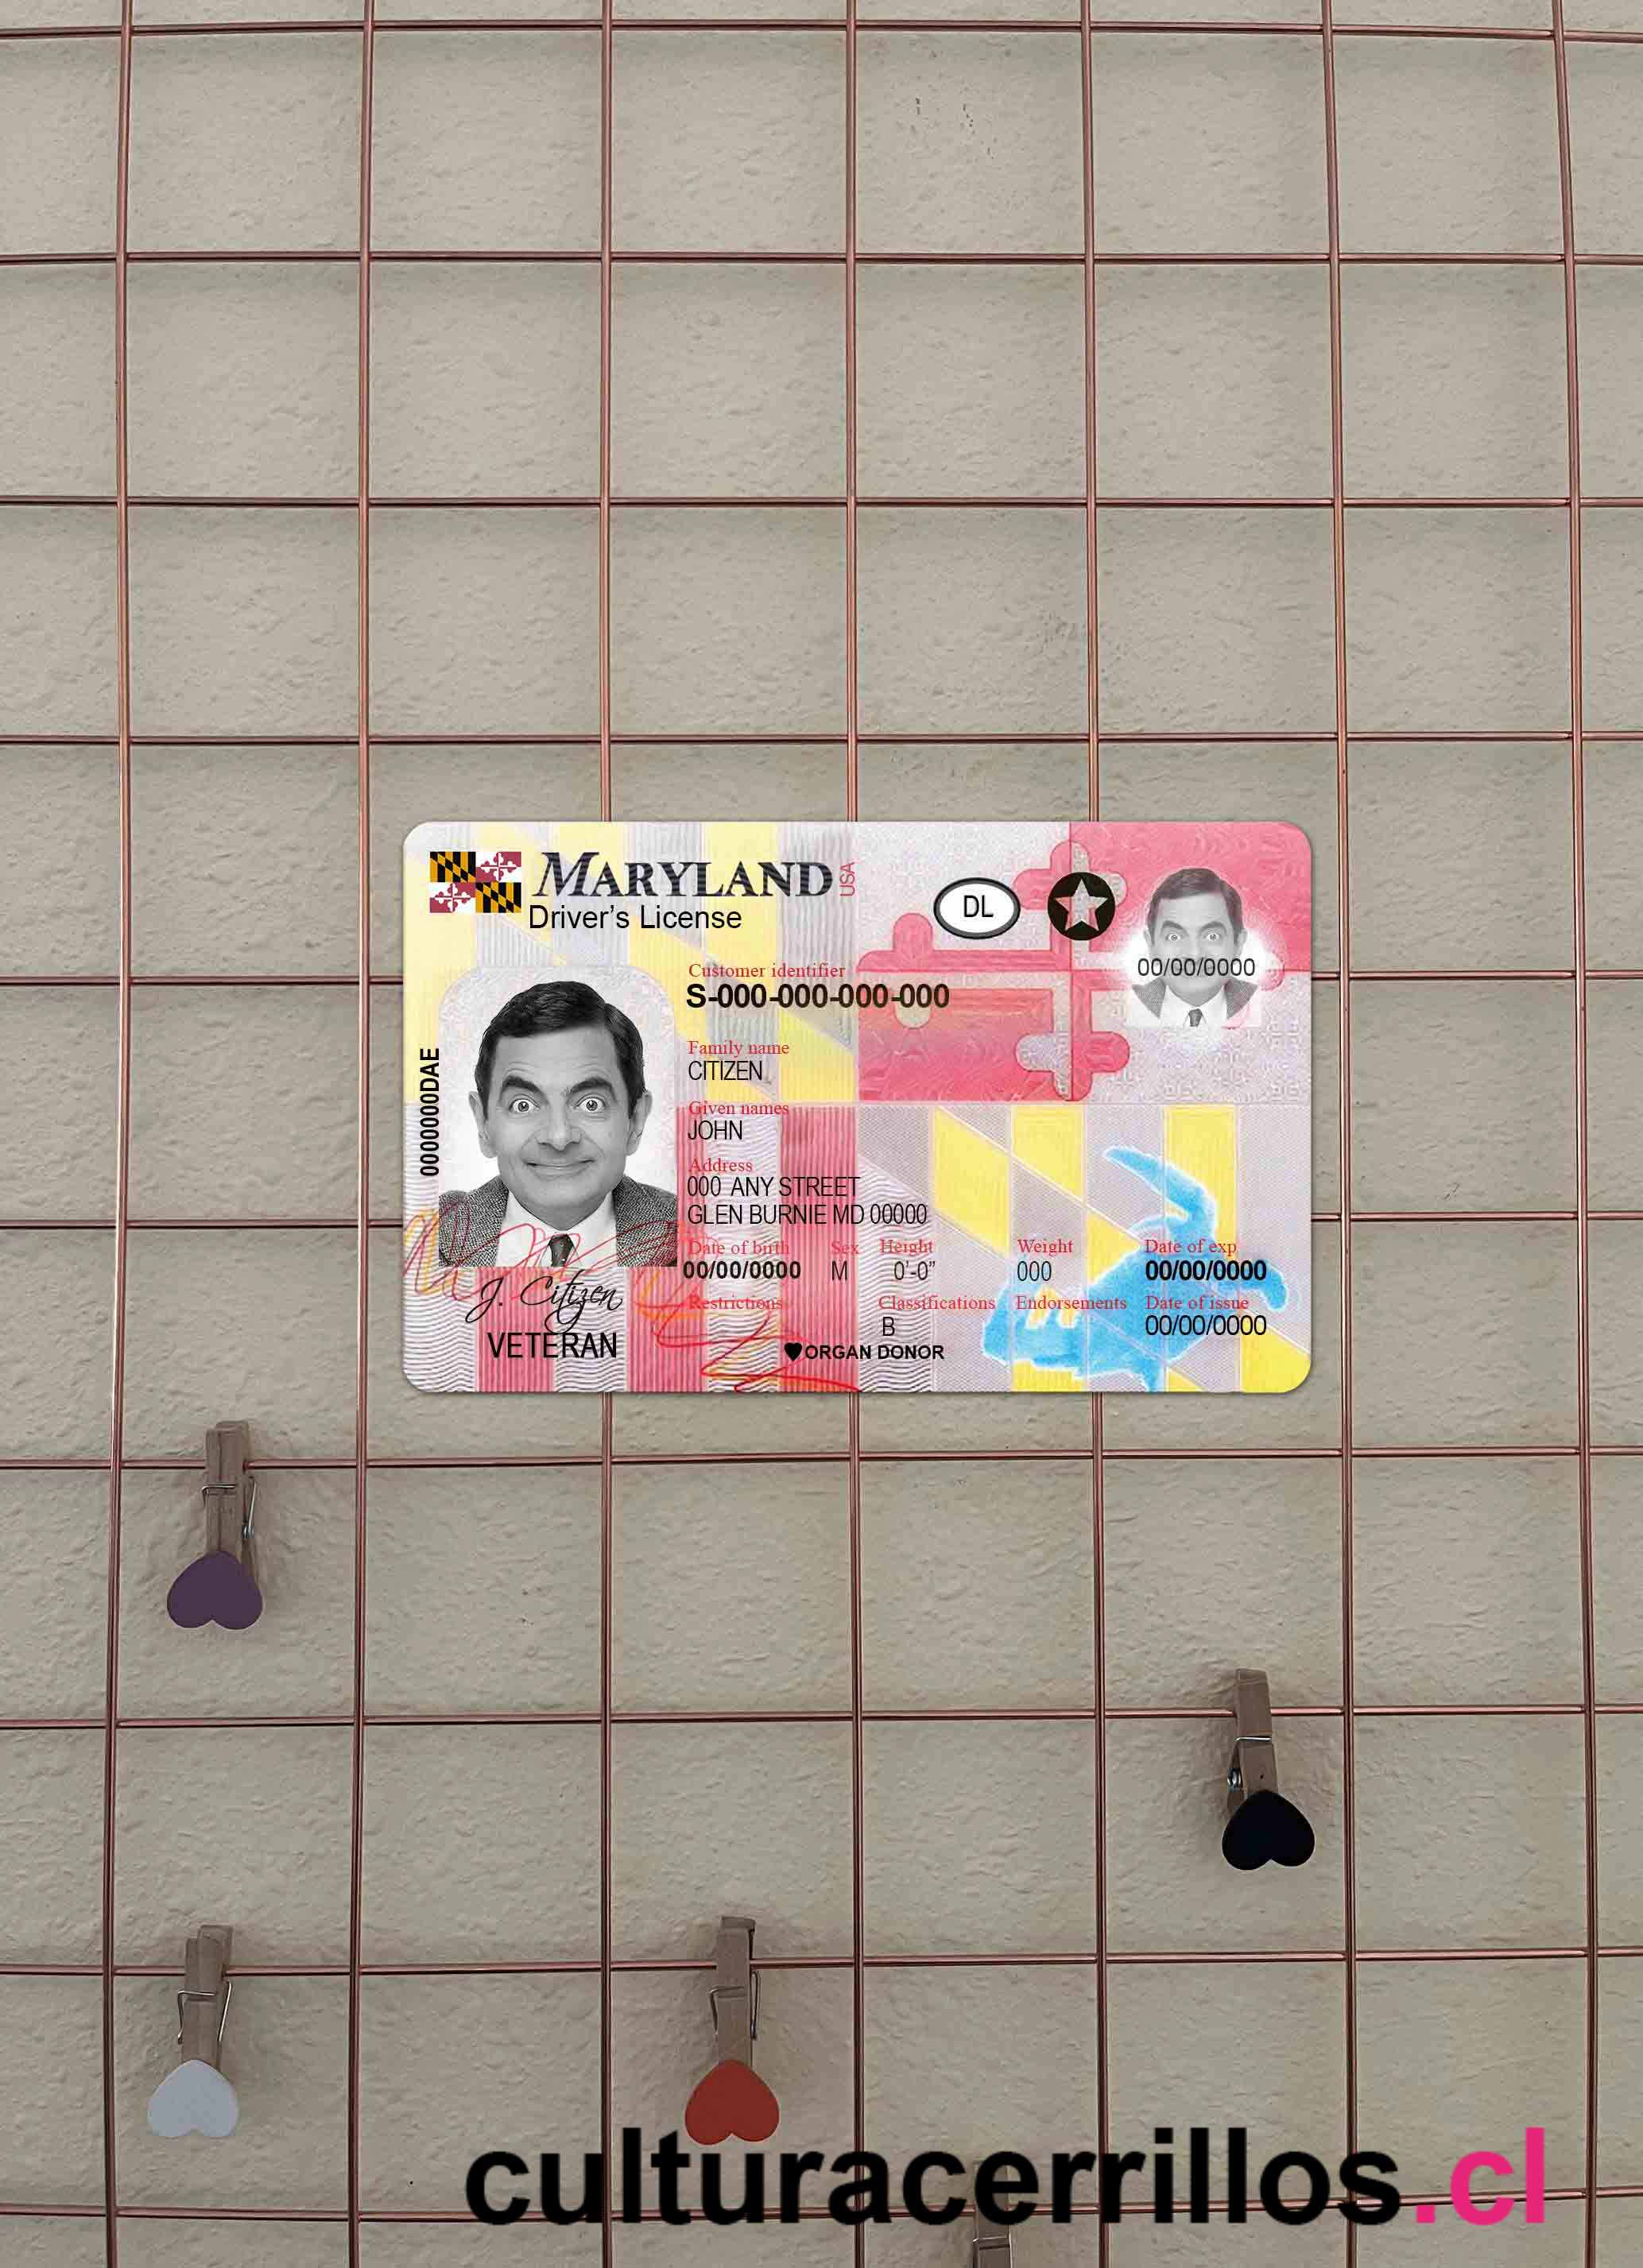 MARYLAND USA
Driver's License
DL
00/00/0000
Customer identifier
S-000-000-000-000
Family name
CITIZEN
Given names
JOHN
Address
000 ANY STREET
GLEN BURNIE MD 00000
Date of birth Sex Height Weight Date of exp
00/00/0000 M 0'-0" 000 00/00/0000
Restrictions Classifications Endorsements Date of issue
B 00/00/0000
ORGAN DONOR
0000000DAE
J. Citizen
VETERAN
culturacerrillos.cl